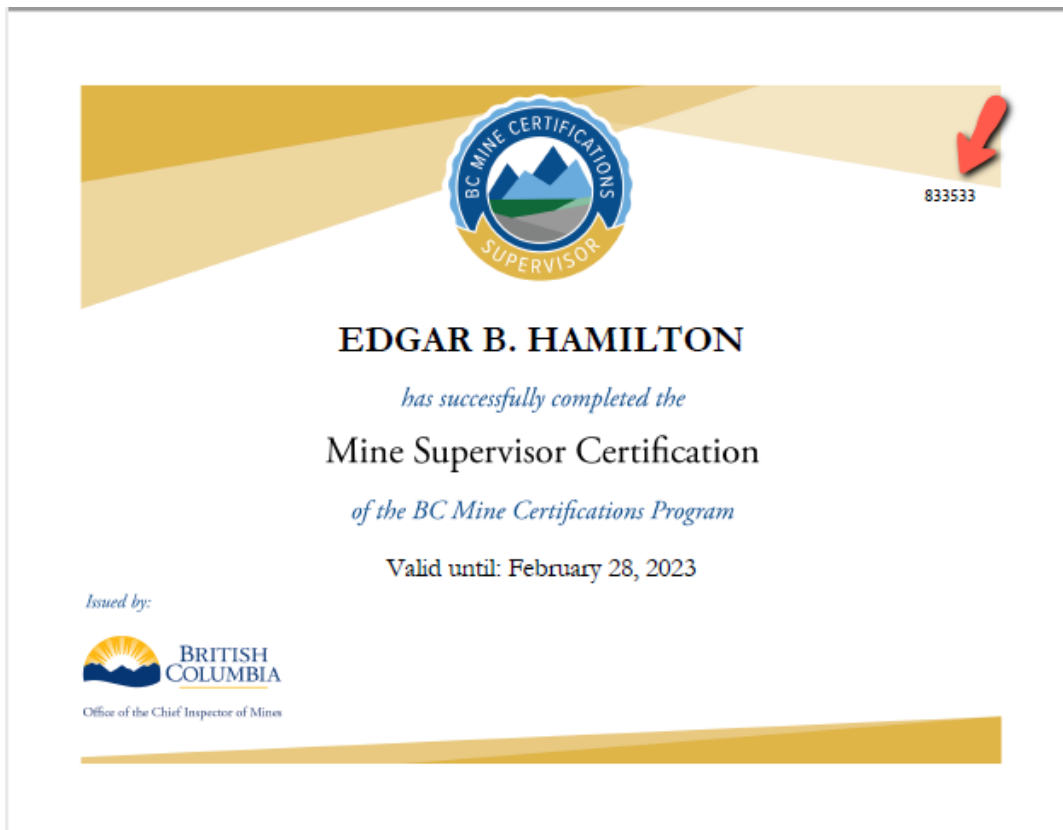 BC MINE CERTIFICATIONS
SUPERVISOR
833533
EDGAR B. HAMILTON
has successfully completed the
Mine Supervisor Certification
of the BC Mine Certifications Program
Valid until: February 28, 2023
Issued by:
BRITISH
COLUMBIA
Office of the Chief Inspector of Mines